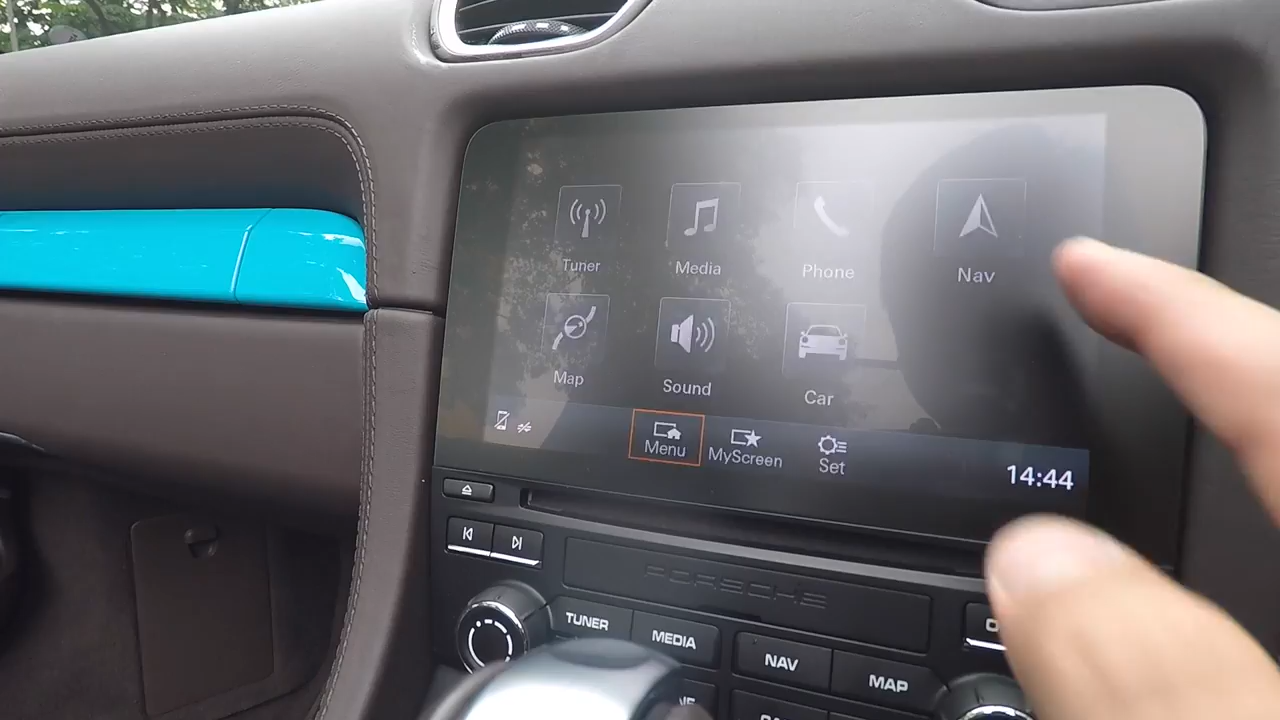 Tuner Media Phone Nav
Map Sound Car
Menu MyScreen Set
14:44
PORSCHE
TUNER MEDIA
NAV MAP